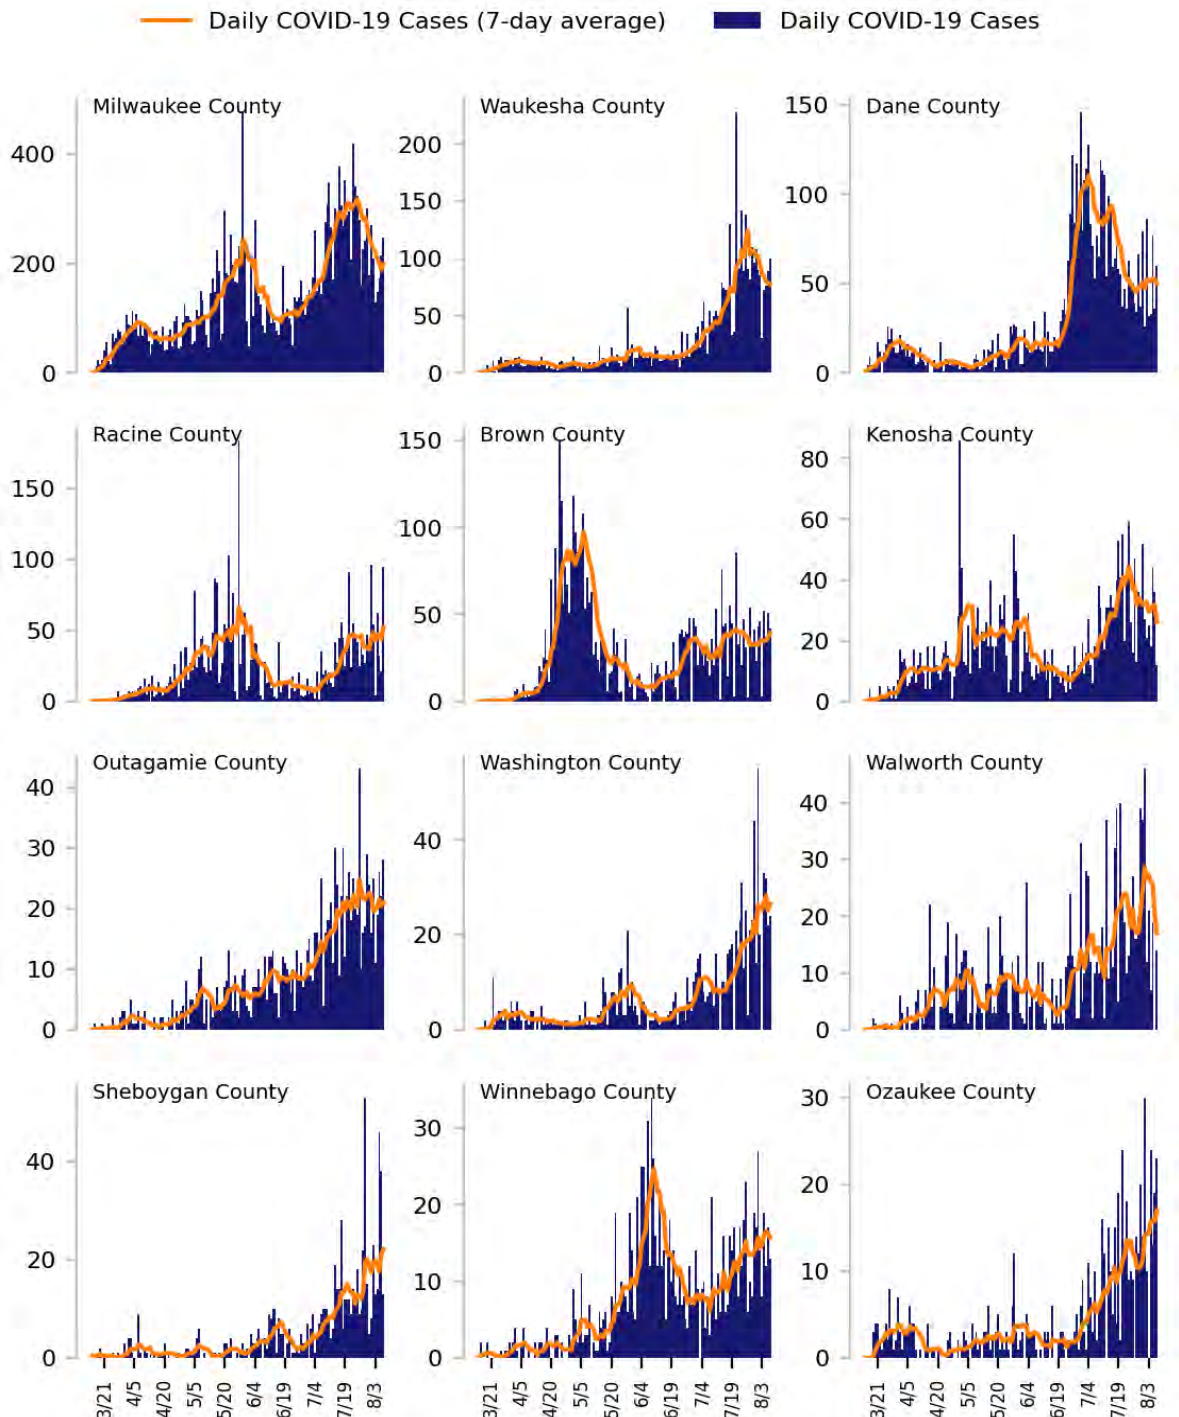 Daily COVID-19 Cases (7-day average) Daily COVID-19 Cases
Milwaukee County Waukesha County Dane County
400 200 0
200 150 100 50 0
150 100 50 0
Racine County Brown County Kenosha County
150 100 50 0
150 100 50 0
80 60 40 20 0
Outagamie County Washington County Walworth County
40 30 20 10 0
40 20 0
40 30 20 10 0
Sheboygan County Winnebago County Ozaukee County
40 20 0
30 20 10 0
30 20 10 0
3/21 4/5 4/20 5/5 5/20 6/4 6/19 7/4 7/19 8/3
3/21 4/5 4/20 5/5 5/20 6/4 6/19 7/4 7/19 8/3
3/21 4/5 4/20 5/5 5/20 6/4 6/19 7/4 7/19 8/3